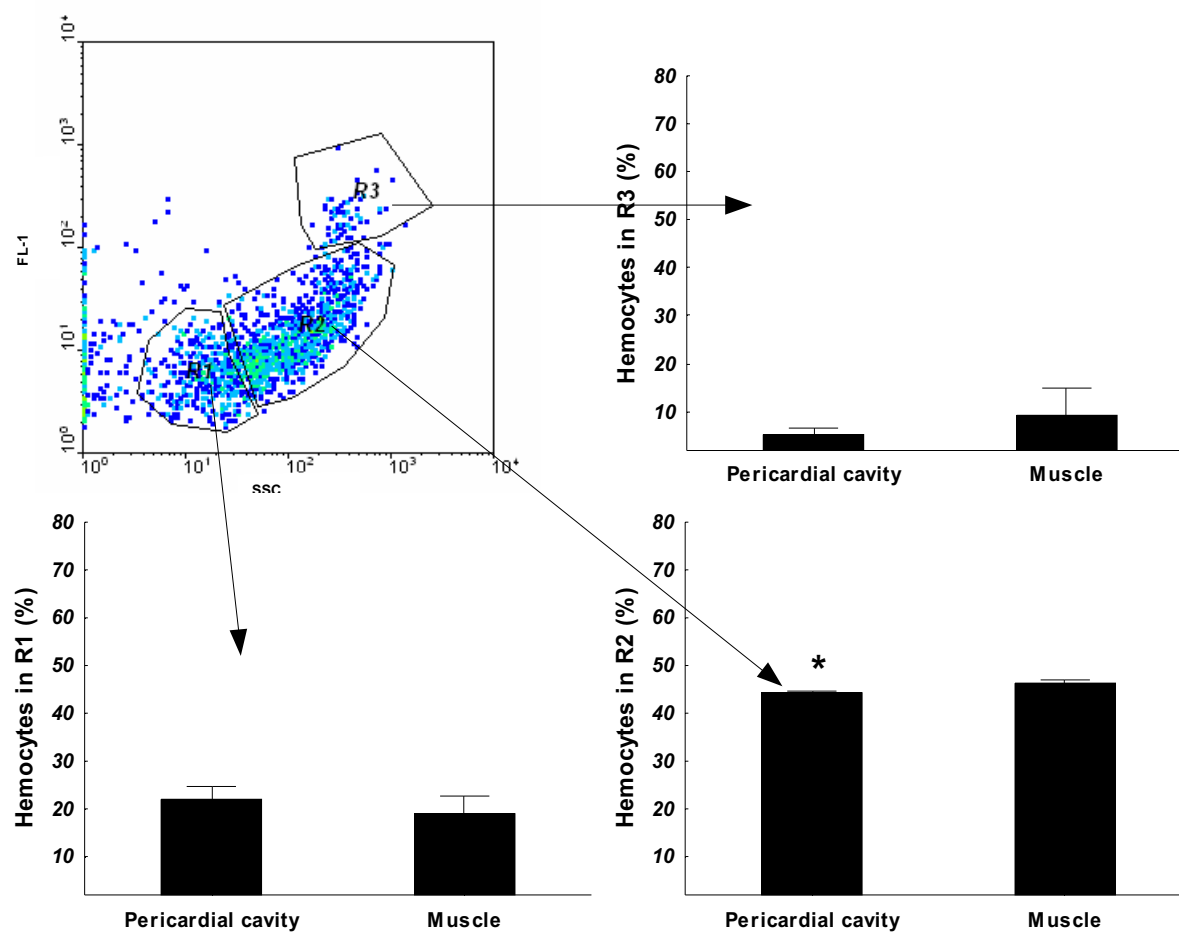 10⁺
10³
10²
10¹
10⁰
FL-1
R3
R2
R1
10⁰ 10¹ 10² 10³ 10⁺
SSC
Hemocytes in R3 (%)
80
70
60
50
40
30
20
10
Pericardial cavity Muscle
Hemocytes in R1 (%)
80
70
60
50
40
30
20
10
Pericardial cavity Muscle
Hemocytes in R2 (%)
80
70
60
50
40
30
20
10
*
Pericardial cavity Muscle